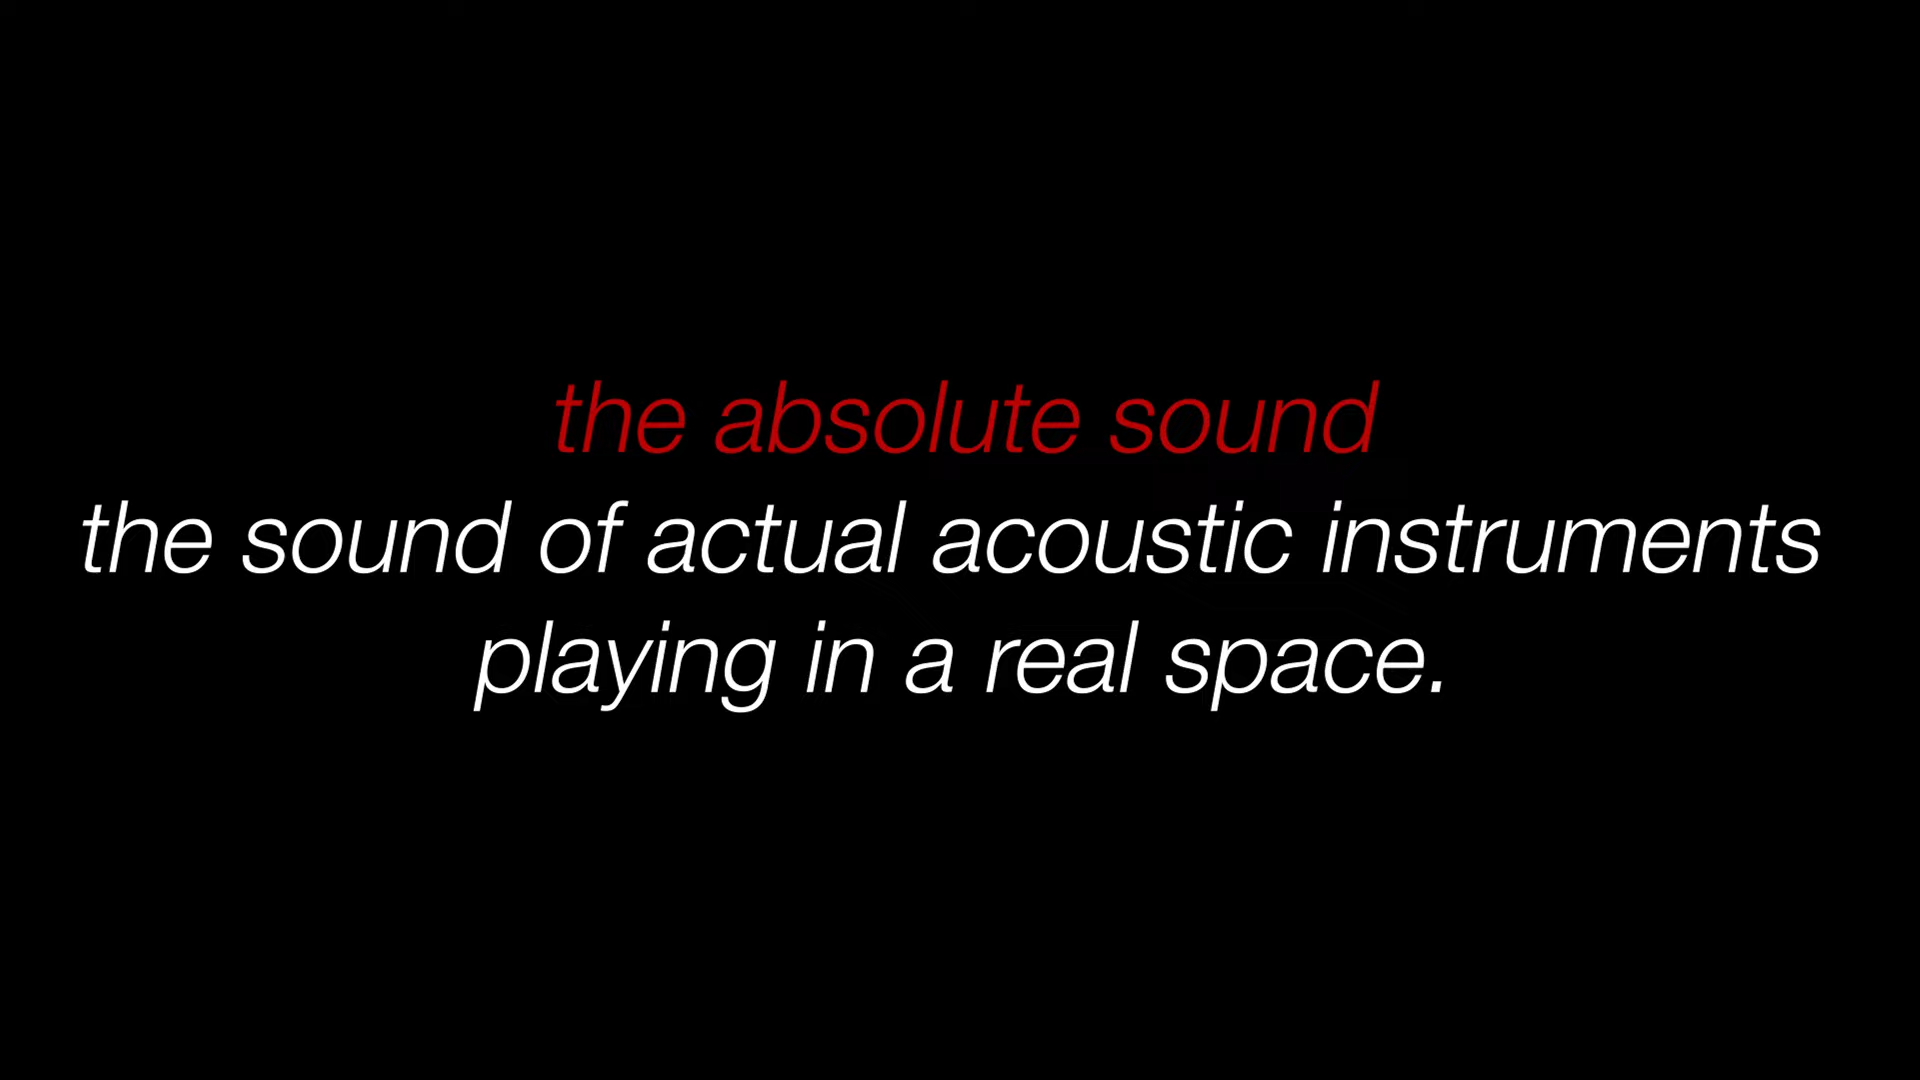 the absolute sound
the sound of actual acoustic instruments
playing in a real space.